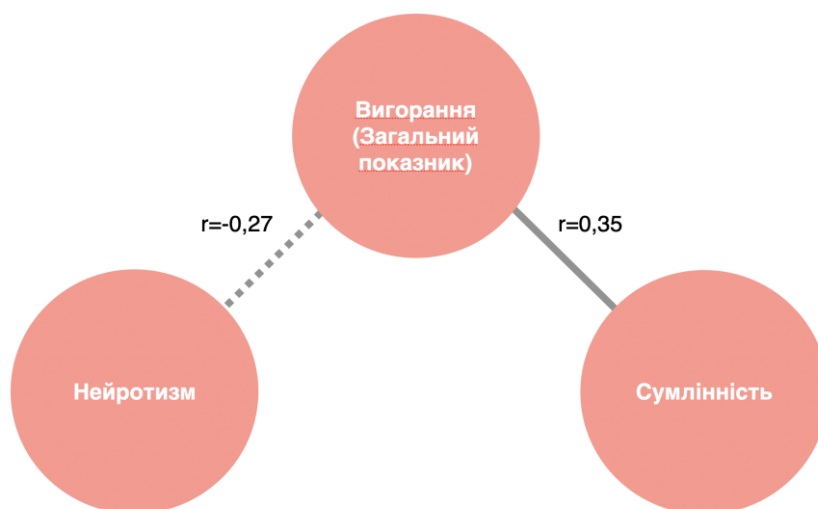 Вигорання
(Загальний
показник)
r=-0,27
r=0,35
Нейротизм
Сумлінність